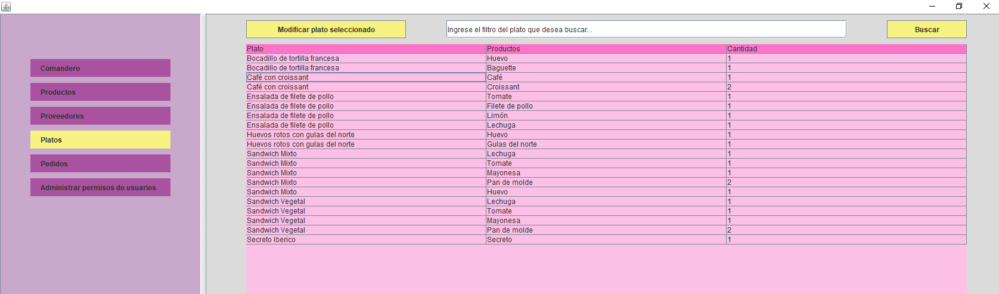 Modificar plato seleccionado Ingrese el filtro del plato que desea buscar... Buscar
Comandero
Productos
Proveedores
Platos
Pedidos
Administrar permisos de usuarios
Plato Productos Cantidad
Bocadillo de tortilla francesa Huevo 1
Bocadillo de tortilla francesa Baguette 1
Café con croissant Café 1
Café con croissant Croissant 2
Ensalada de filete de pollo Tomate 1
Ensalada de filete de pollo Filete de pollo 1
Ensalada de filete de pollo Limón 1
Ensalada de filete de pollo Lechuga 1
Huevos rotos con gulas del norte Huevo 1
Huevos rotos con gulas del norte Gulas del norte 1
Sandwich Mixto Lechuga 1
Sandwich Mixto Tomate 1
Sandwich Mixto Mayonesa 1
Sandwich Mixto Pan de molde 2
Sandwich Mixto Huevo 1
Sandwich Vegetal Lechuga 1
Sandwich Vegetal Tomate 1
Sandwich Vegetal Mayonesa 1
Sandwich Vegetal Pan de molde 2
Secreto Iberico Secreto 1